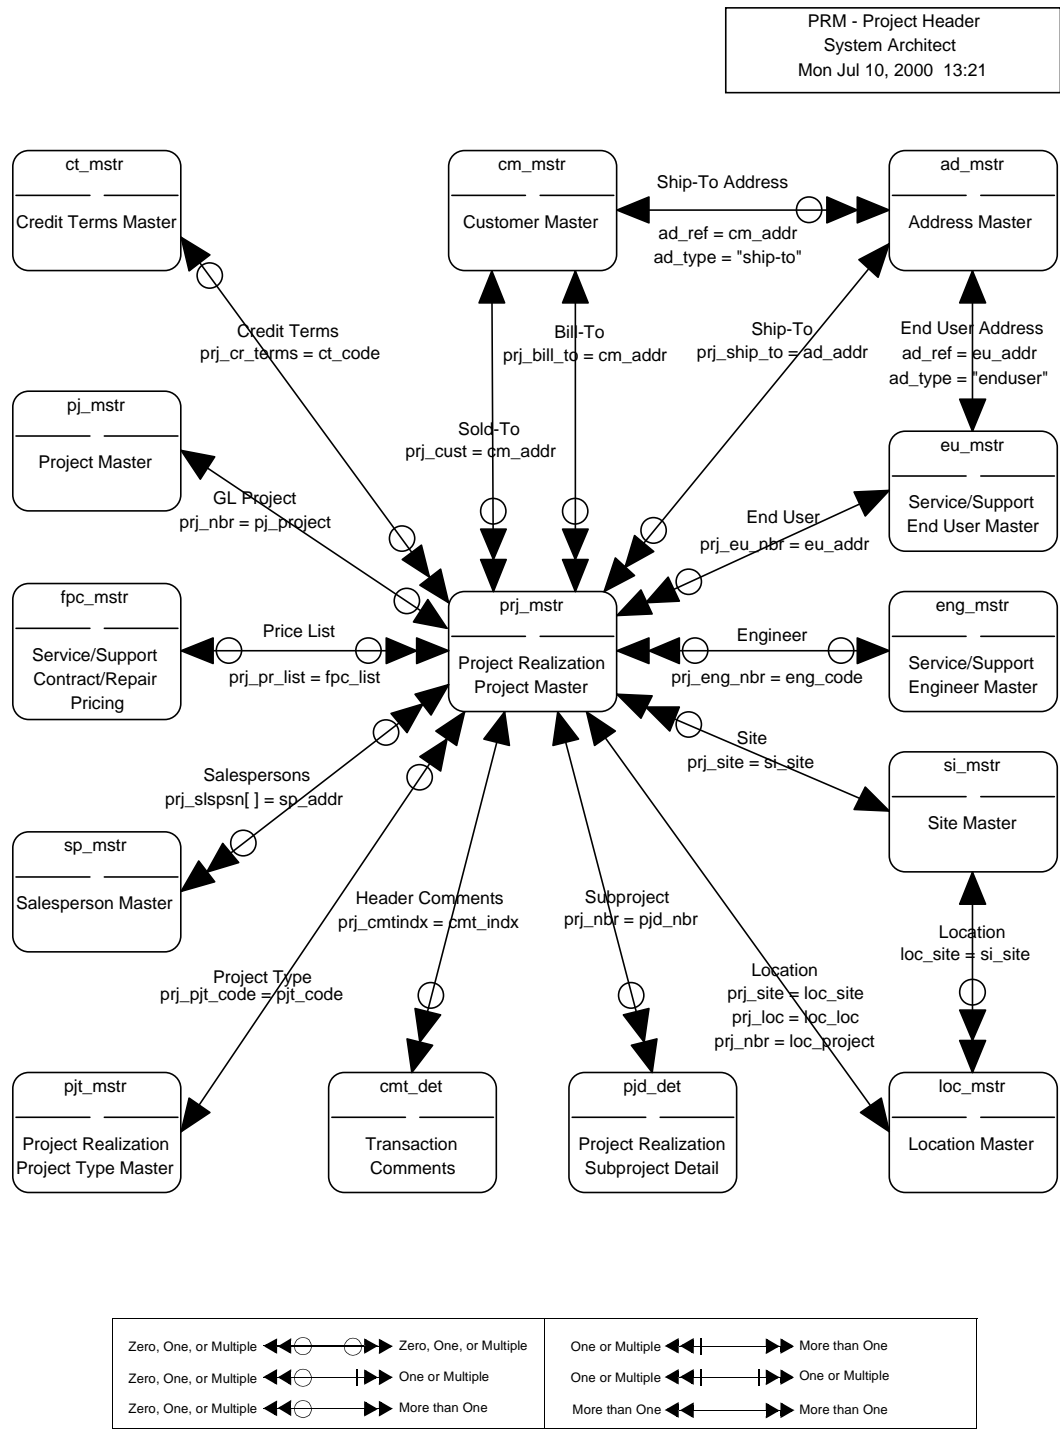 PRM - Project Header
System Architect
Mon Jul 10, 2000  13:21
ct_mstr
Credit Terms Master
cm_mstr
Customer Master
Ship-To Address
ad_ref = cm_addr
ad_type = "ship-to"
ad_mstr
Address Master
Credit Terms
prj_cr_terms = ct_code
Bill-To
prj_bill_to = cm_addr
Ship-To
prj_ship_to = ad_addr
End User Address
ad_ref = eu_addr
ad_type = "enduser"
pj_mstr
Project Master
Sold-To
prj_cust = cm_addr
eu_mstr
Service/Support
End User Master
GL Project
prj_nbr = pj_project
End User
prj_eu_nbr = eu_addr
fpc_mstr
Service/Support
Contract/Repair
Pricing
Price List
prj_pr_list = fpc_list
prj_mstr
Project Realization
Project Master
Engineer
prj_eng_nbr = eng_code
eng_mstr
Service/Support
Engineer Master
Salespersons
prj_slpsn[ ] = sp_addr
Site
prj_site = si_site
si_mstr
Site Master
sp_mstr
Salesperson Master
Header Comments
prj_cmtindx = cmt_indx
Subproject
prj_nbr = pjd_nbr
Location
loc_site = si_site
Project Type
prj_pjt_code = pjt_code
Location
prj_site = loc_site
prj_loc = loc_loc
prj_nbr = loc_project
pjt_mstr
Project Realization
Project Type Master
cmt_det
Transaction
Comments
pjd_det
Project Realization
Subproject Detail
loc_mstr
Location Master
Zero, One, or Multiple Zero, One, or Multiple
Zero, One, or Multiple One or Multiple
Zero, One, or Multiple More than One
One or Multiple More than One
One or Multiple One or Multiple
More than One More than One